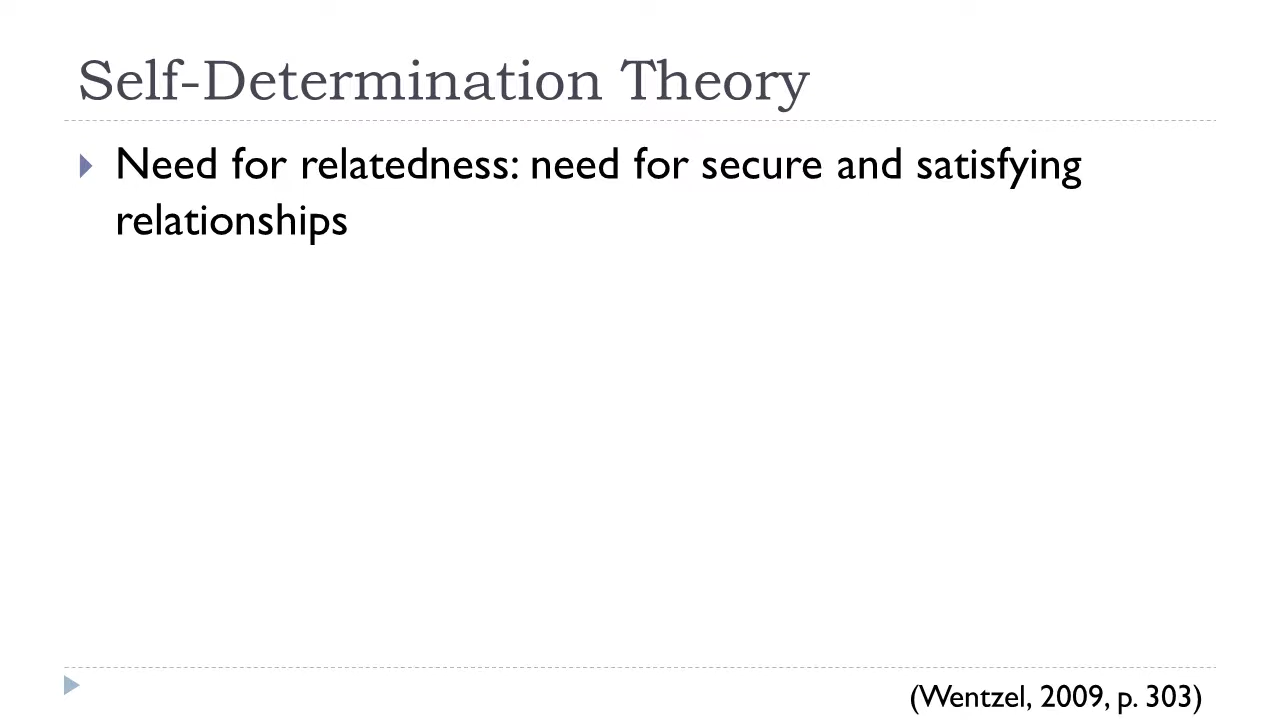 Self-Determination Theory
Need for relatedness: need for secure and satisfying
relationships
(Wentzel, 2009, p. 303)